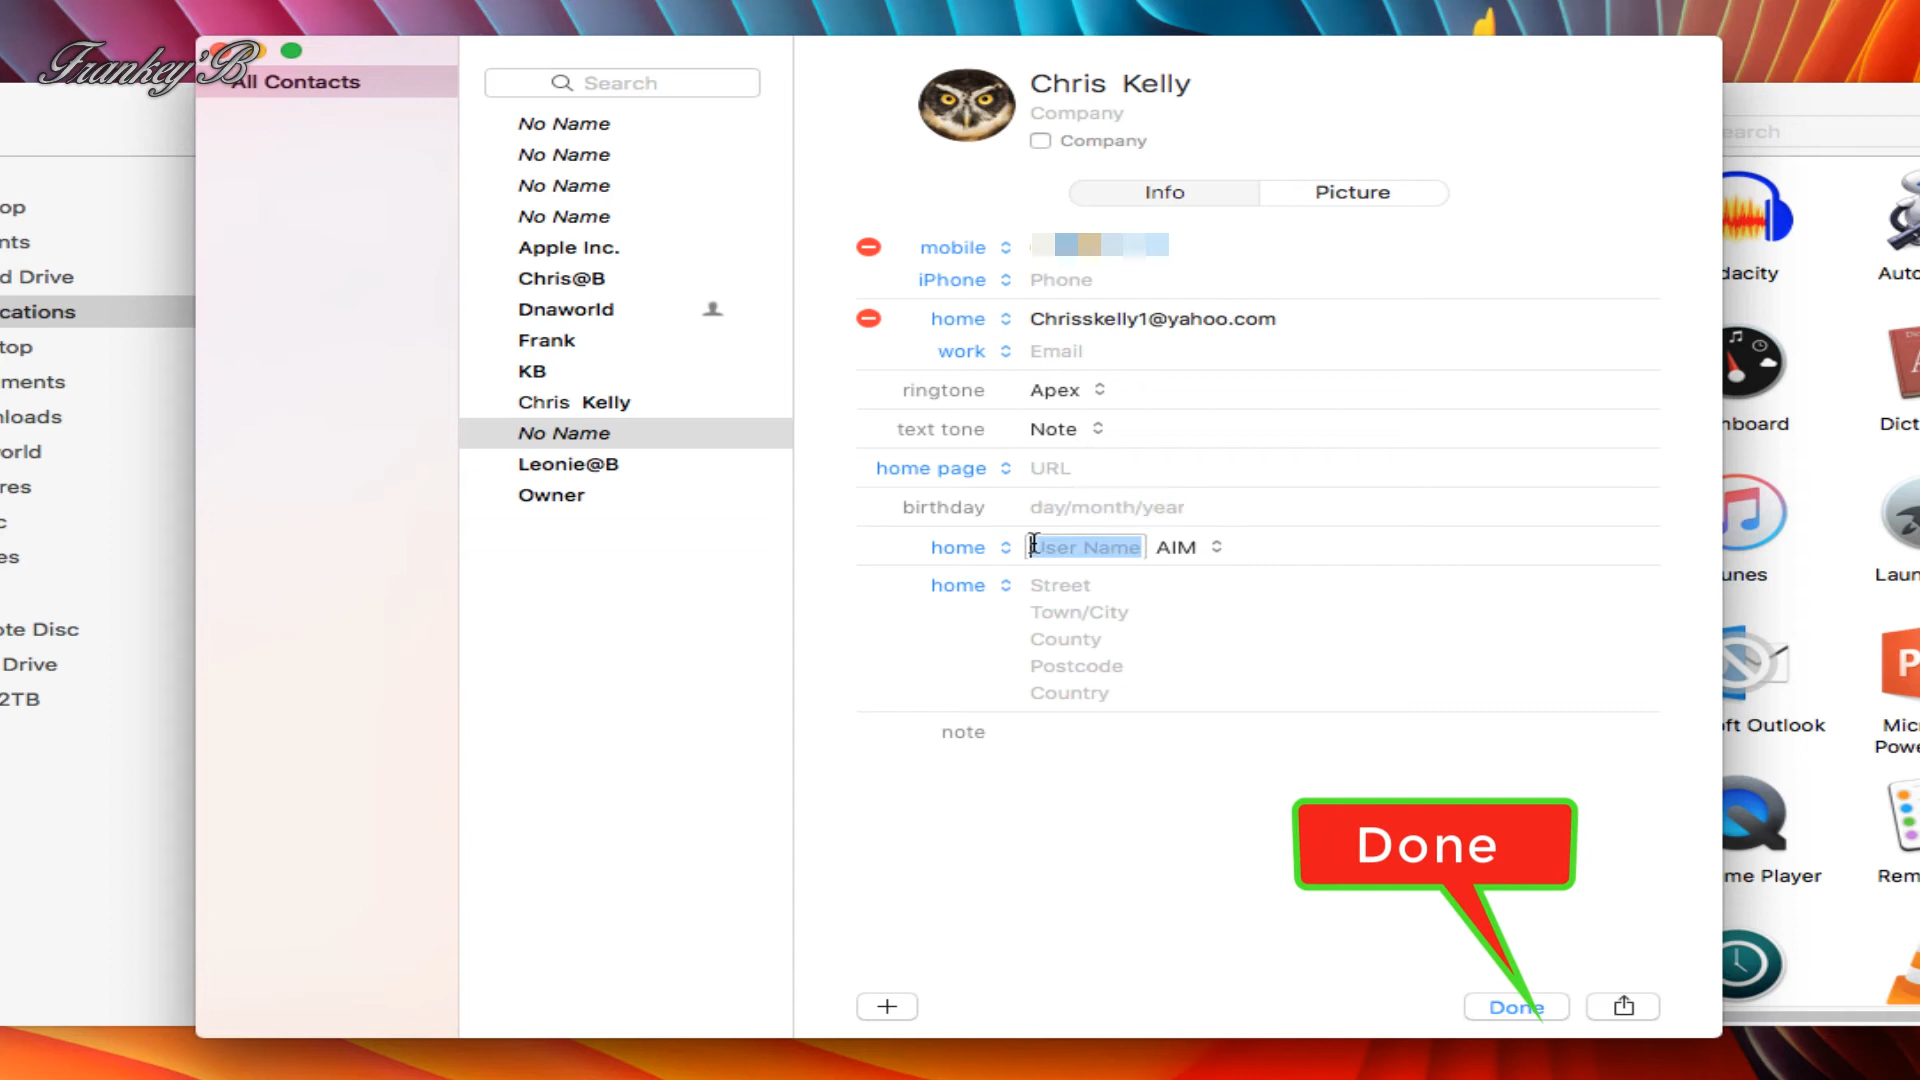 Frankey'B
All Contacts
Search
No Name
No Name
No Name
No Name
Apple Inc.
Chris@B
Dnaworld
Frank
KB
Chris Kelly
No Name
Leonie@B
Owner
Chris Kelly
Company
Company
Info Picture
mobile
iPhone Phone
home Chrisskelly1@yahoo.com
work Email
ringtone Apex
text tone Note
home page URL
birthday day/month/year
home User Name AIM
home Street
Town/City
County
Postcode
Country
note
Done
+ Done
op
nts
d Drive
cations
top
ments
nloads
orld
res
c
es
ote Disc
Drive
2TB
earch
dacity Auto
hboard Dict
unes Laun
ft Outlook Mic
Powe
me Player Rem